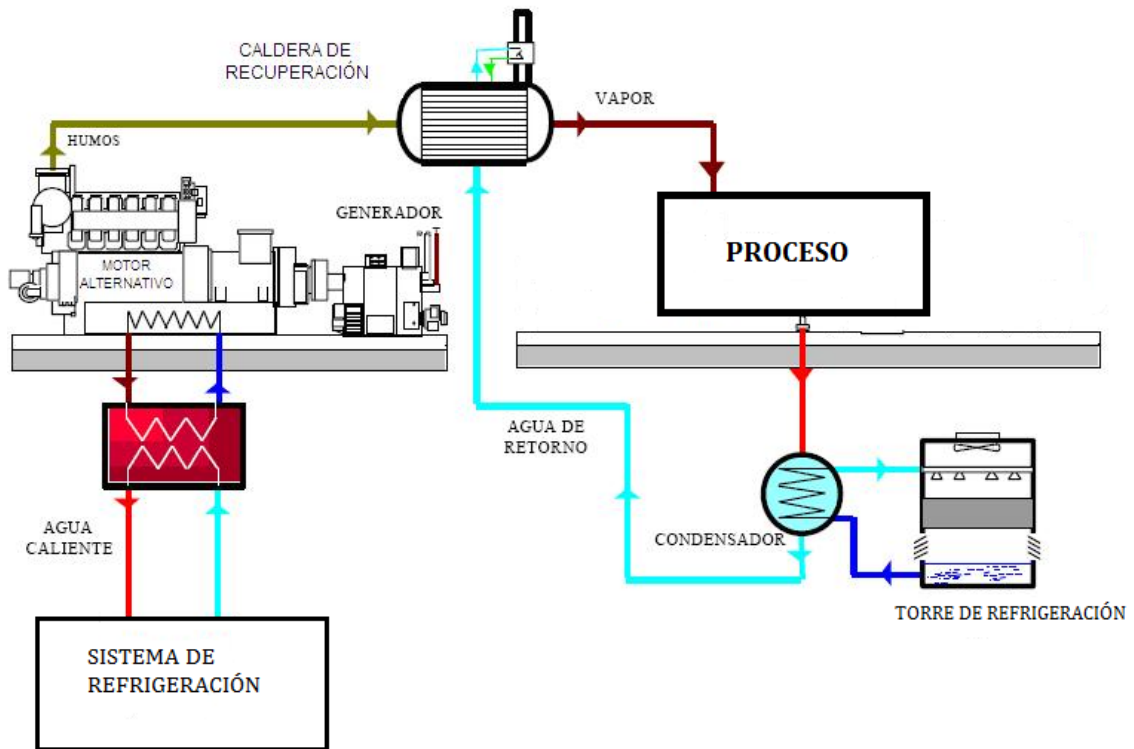 CALDERA DE
RECUPERACIÓN
VAPOR
HUMOS
GENERADOR
MOTOR
ALTERNATIVO
PROCESO
AGUA DE
RETORNO
AGUA
CALIENTE
CONDENSADOR
TORRE DE REFRIGERACIÓN
SISTEMA DE
REFRIGERACIÓN